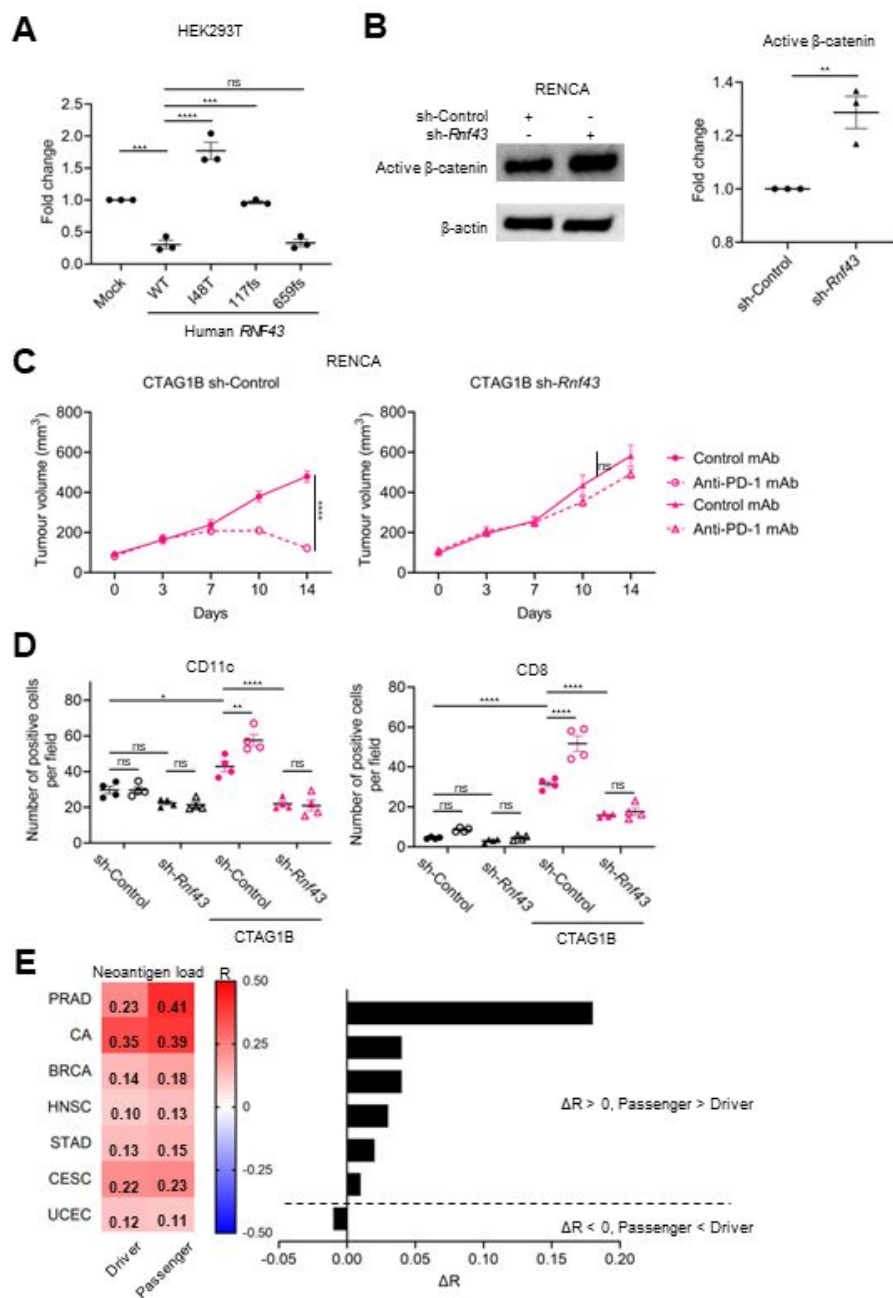 A
HEK293T
ns
***
****
***
Fold change
2.5
2.0
1.5
1.0
0.5
0.0
Mock
WT
I48T
117fs
659fs
Human RNF43
B
RENCA
sh-Control + -
sh-Rnf43 - +
Active β-catenin
β-actin
Active β-catenin
**
Fold change
1.4
1.2
1.0
0.8
sh-Control
sh-Rnf43
C
RENCA
CTAG1B sh-Control
Tumour volume (mm³)
800
600
400
200
0
****
0 3 7 10 14
Days
CTAG1B sh-Rnf43
Tumour volume (mm³)
800
600
400
200
0
ns
0 3 7 10 14
Days
Control mAb
Anti-PD-1 mAb
Control mAb
Anti-PD-1 mAb
D
CD11c
Number of positive cells
per field
80
60
40
20
0
* ****
ns **
ns ns ns
sh-Control
sh-Rnf43
sh-Control
sh-Rnf43
CTAG1B
CD8
Number of positive cells
per field
80
60
40
20
0
**** ****
****
ns
ns ns ns
sh-Control
sh-Rnf43
sh-Control
sh-Rnf43
CTAG1B
E
Neoantigen load R
PRAD 0.23 0.41
CA 0.35 0.39
BRCA 0.14 0.18
HNSC 0.10 0.13
STAD 0.13 0.15
CESC 0.22 0.23
UCEC 0.12 0.11
Driver
Passenger
0.50
0.25
0
-0.25
-0.50
ΔR > 0, Passenger > Driver
ΔR < 0, Passenger < Driver
-0.05 0.00 0.05 0.10 0.15 0.20
ΔR